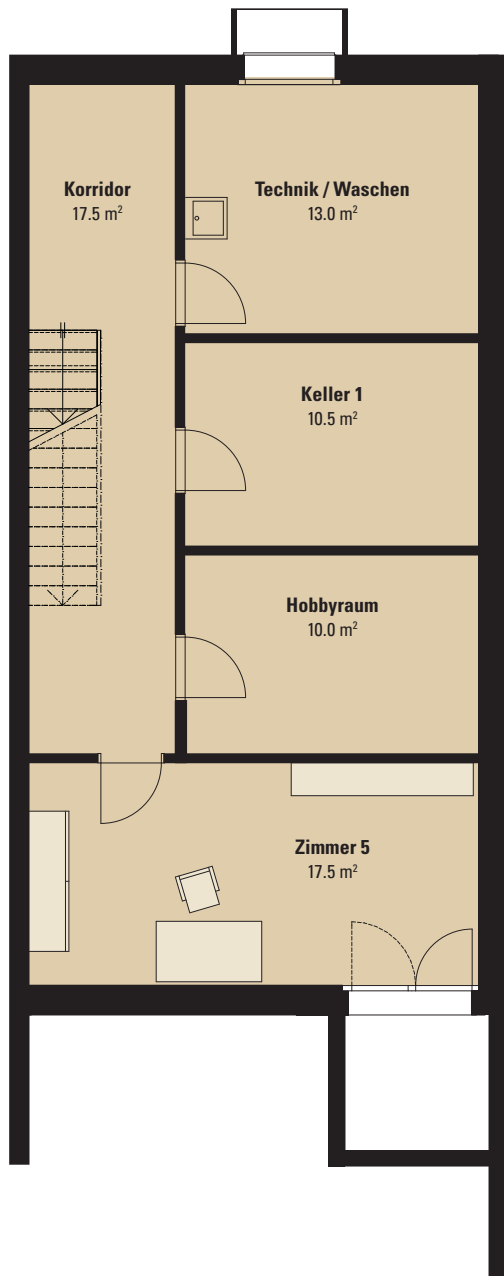 Korridor
17.5 m²
Technik / Waschen
13.0 m²
Keller 1
10.5 m²
Hobbyraum
10.0 m²
Zimmer 5
17.5 m²